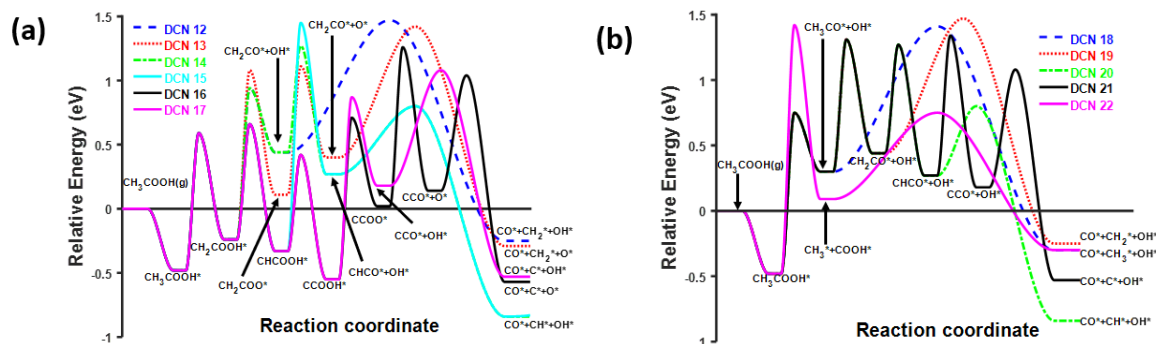 (a)
Relative Energy (eV)
1.5
1
0.5
0
-0.5
-1
DCN 12
DCN 13
DCN 14
DCN 15
DCN 16
DCN 17
CH2CO*+OH*
CH2CO*+O*
CH3COOH(g)
CH3COOH*
CH2COOH*
CH2COO*
CHCOOH*
CCOOH*
CHCO*+OH*
CCOO*
CCO*+OH*
CCO*+O*
CO*+CH2*+OH*
CO*+CH2*+O*
CO*+C*+OH*
CO*+C*+O*
CO*+CH*+OH*
Reaction coordinate
(b)
Relative Energy (eV)
1.5
1
0.5
0
-0.5
-1
DCN 18
DCN 19
DCN 20
DCN 21
DCN 22
CH3CO*+OH*
CH3COOH(g)
CH3COOH*
CH2CO*+OH*
CHCO*+OH*
CCO*+OH*
CH3*+COOH*
CO*+CH2*+OH*
CO*+CH3*+OH*
CO*+C*+OH*
CO*+CH*+OH*
Reaction coordinate